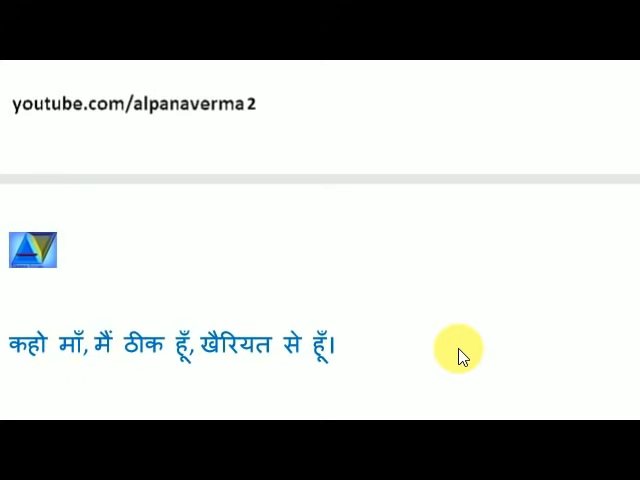 youtube.com/alpanaverma2
कहो माँ, मैं ठीक हूँ, खैरियत से हूँ।